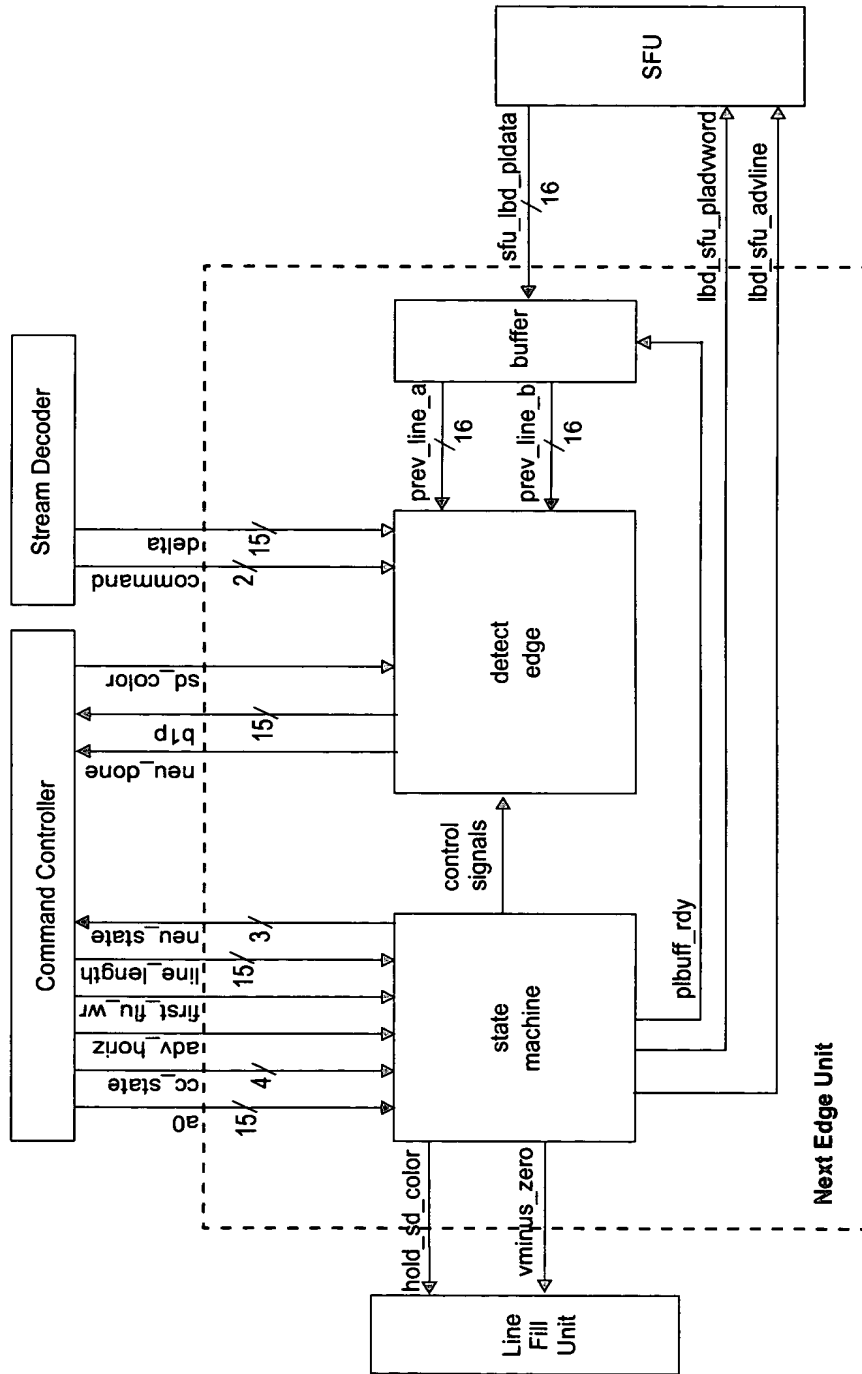 Command Controller
Stream Decoder
a0
15
cc_state
4
adv_horiz
first_flu_wr
line_length
15
neu_state
3
neu_done
b1p
15
sd_color
command
2
delta
15
hold_sd_color
vminus_zero
Line
Fill
Unit
state
machine
control
signals
detect
edge
prev_line_a
16
prev_line_b
16
buffer
sfu_lbd_pldata
16
SFU
plbuff_rdy
lbd_sfu_pladvword
lbd_sfu_advline
Next Edge Unit